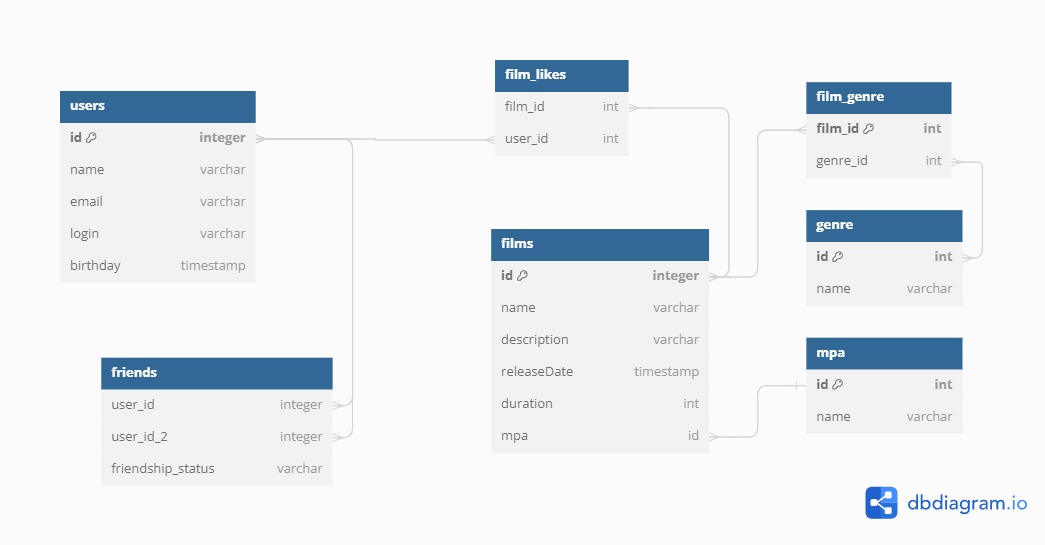 users
id integer
name varchar
email varchar
login varchar
birthday timestamp
friends
user_id integer
user_id_2 integer
friendship_status varchar
film_likes
film_id int
user_id int
films
id integer
name varchar
description varchar
releaseDate timestamp
duration int
mpa id
film_genre
film_id int
genre_id int
genre
id int
name varchar
mpa
id int
name varchar
dbdiagram.io